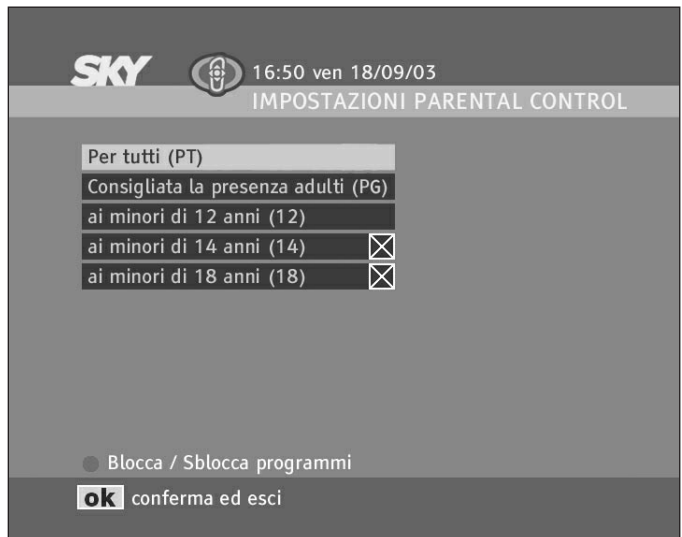 SKY
16:50 ven 18/09/03
IMPOSTAZIONI PARENTAL CONTROL
Per tutti (PT)
Consigliata la presenza adulti (PG)
ai minori di 12 anni (12)
ai minori di 14 anni (14)
ai minori di 18 anni (18)
Blocca / Sblocca programmi
ok conferma ed esci